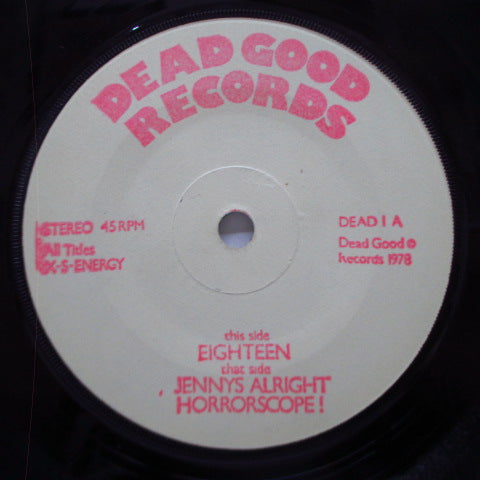 DEAD GOOD
RECORDS
STEREO 45 RPM
All Titles
X-S-ENERGY
DEAD 1 A
Dead Good ℗
Records 1978
this side
EIGHTEEN
that side
JENNYS ALRIGHT
HORRORSCOPE!